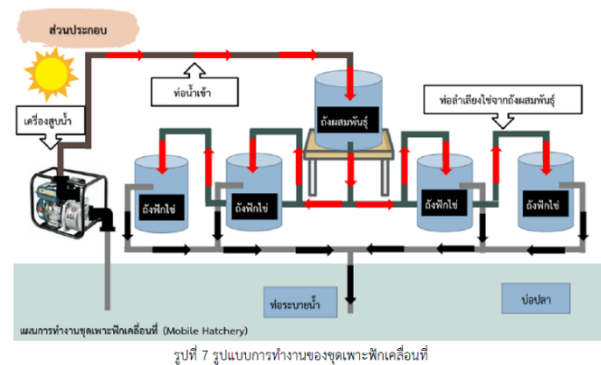 ส่วนประกอบ
ท่อน้ำเข้า
ท่อลำเลียงไข่จากถังผสมพันธุ์
เครื่องสูบน้ำ
ถังผสมพันธุ์
ถังฟักไข่
ถังฟักไข่
ถังฟักไข่
ถังฟักไข่
ท่อระบายน้ำ
บ่อปลา
แผนการทำงานชุดเพาะฟักเคลื่อนที่ (Mobile Hatchery)
รูปที่ 7 รูปแบบการทำงานของชุดเพาะฟักเคลื่อนที่